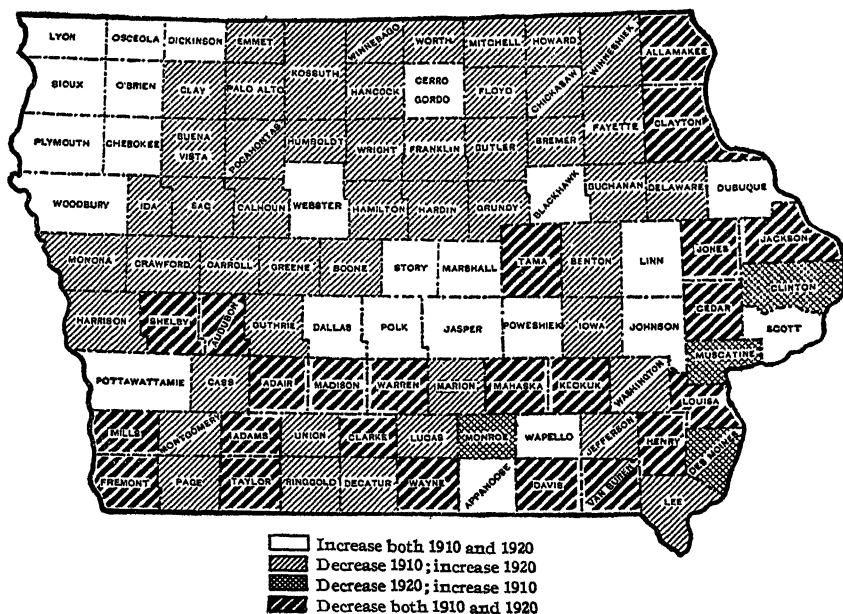 LYON OSCEOLA DICKINSON EMMET WINNEBAGO WORTH MITCHELL HOWARD WINNESHIEK ALLAMAKEE
KOSSUTH
SIOUX O'BRIEN CLAY PALO ALTO HANCOCK CERRO GORDO FLOYD CHICKASAW
FAYETTE CLAYTON
PLYMOUTH CHEROKEE BUENA VISTA POCAHONTAS HUMBOLDT WRIGHT FRANKLIN BUTLER BREMER
WOODBURY IDA SAC CALHOUN WEBSTER HAMILTON HARDIN GRUNDY BLACKHAWK BUCHANAN DELAWARE DUBUQUE
MONONA CRAWFORD CARROLL GREENE BOONE STORY MARSHALL TAMA BENTON LINN JONES JACKSON
CLINTON
HARRISON SHELBY AUDUBON GUTHRIE DALLAS POLK JASPER POWESHIEK IOWA JOHNSON CEDAR SCOTT
MUSCATINE
POTTAWATTAMIE CASS ADAIR MADISON WARREN MARION MAHASKA KEOKUK WASHINGTON LOUISA
MILLS MONTGOMERY ADAMS UNION CLARKE LUCAS MONROE WAPELLO JEFFERSON HENRY DES MOINES
FREMONT PAGE TAYLOR RINGGOLD DECATUR WAYNE APPANOOSE DAVIS VAN BUREN LEE
Increase both 1910 and 1920
Decrease 1910; increase 1920
Decrease 1920; increase 1910
Decrease both 1910 and 1920